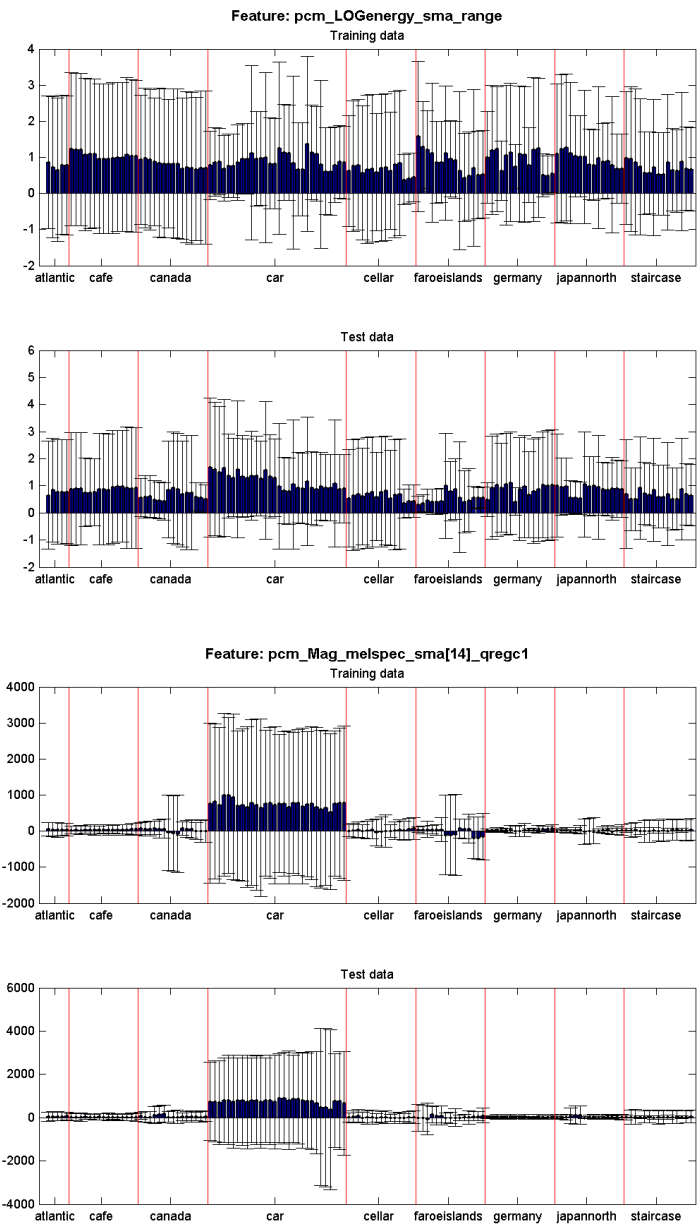 Feature: pcm_LOGenergy_sma_range
Training data
4
3
2
1
0
-1
-2
atlantic cafe canada car cellar faroeislands germany japannorth staircase
Test data
6
5
4
3
2
1
0
-1
-2
atlantic cafe canada car cellar faroeislands germany japannorth staircase
Feature: pcm_Mag_melspec_sma[14]_qregc1
Training data
4000
3000
2000
1000
0
-1000
-2000
atlantic cafe canada car cellar faroeislands germany japannorth staircase
Test data
6000
4000
2000
0
-2000
-4000
atlantic cafe canada car cellar faroeislands germany japannorth staircase